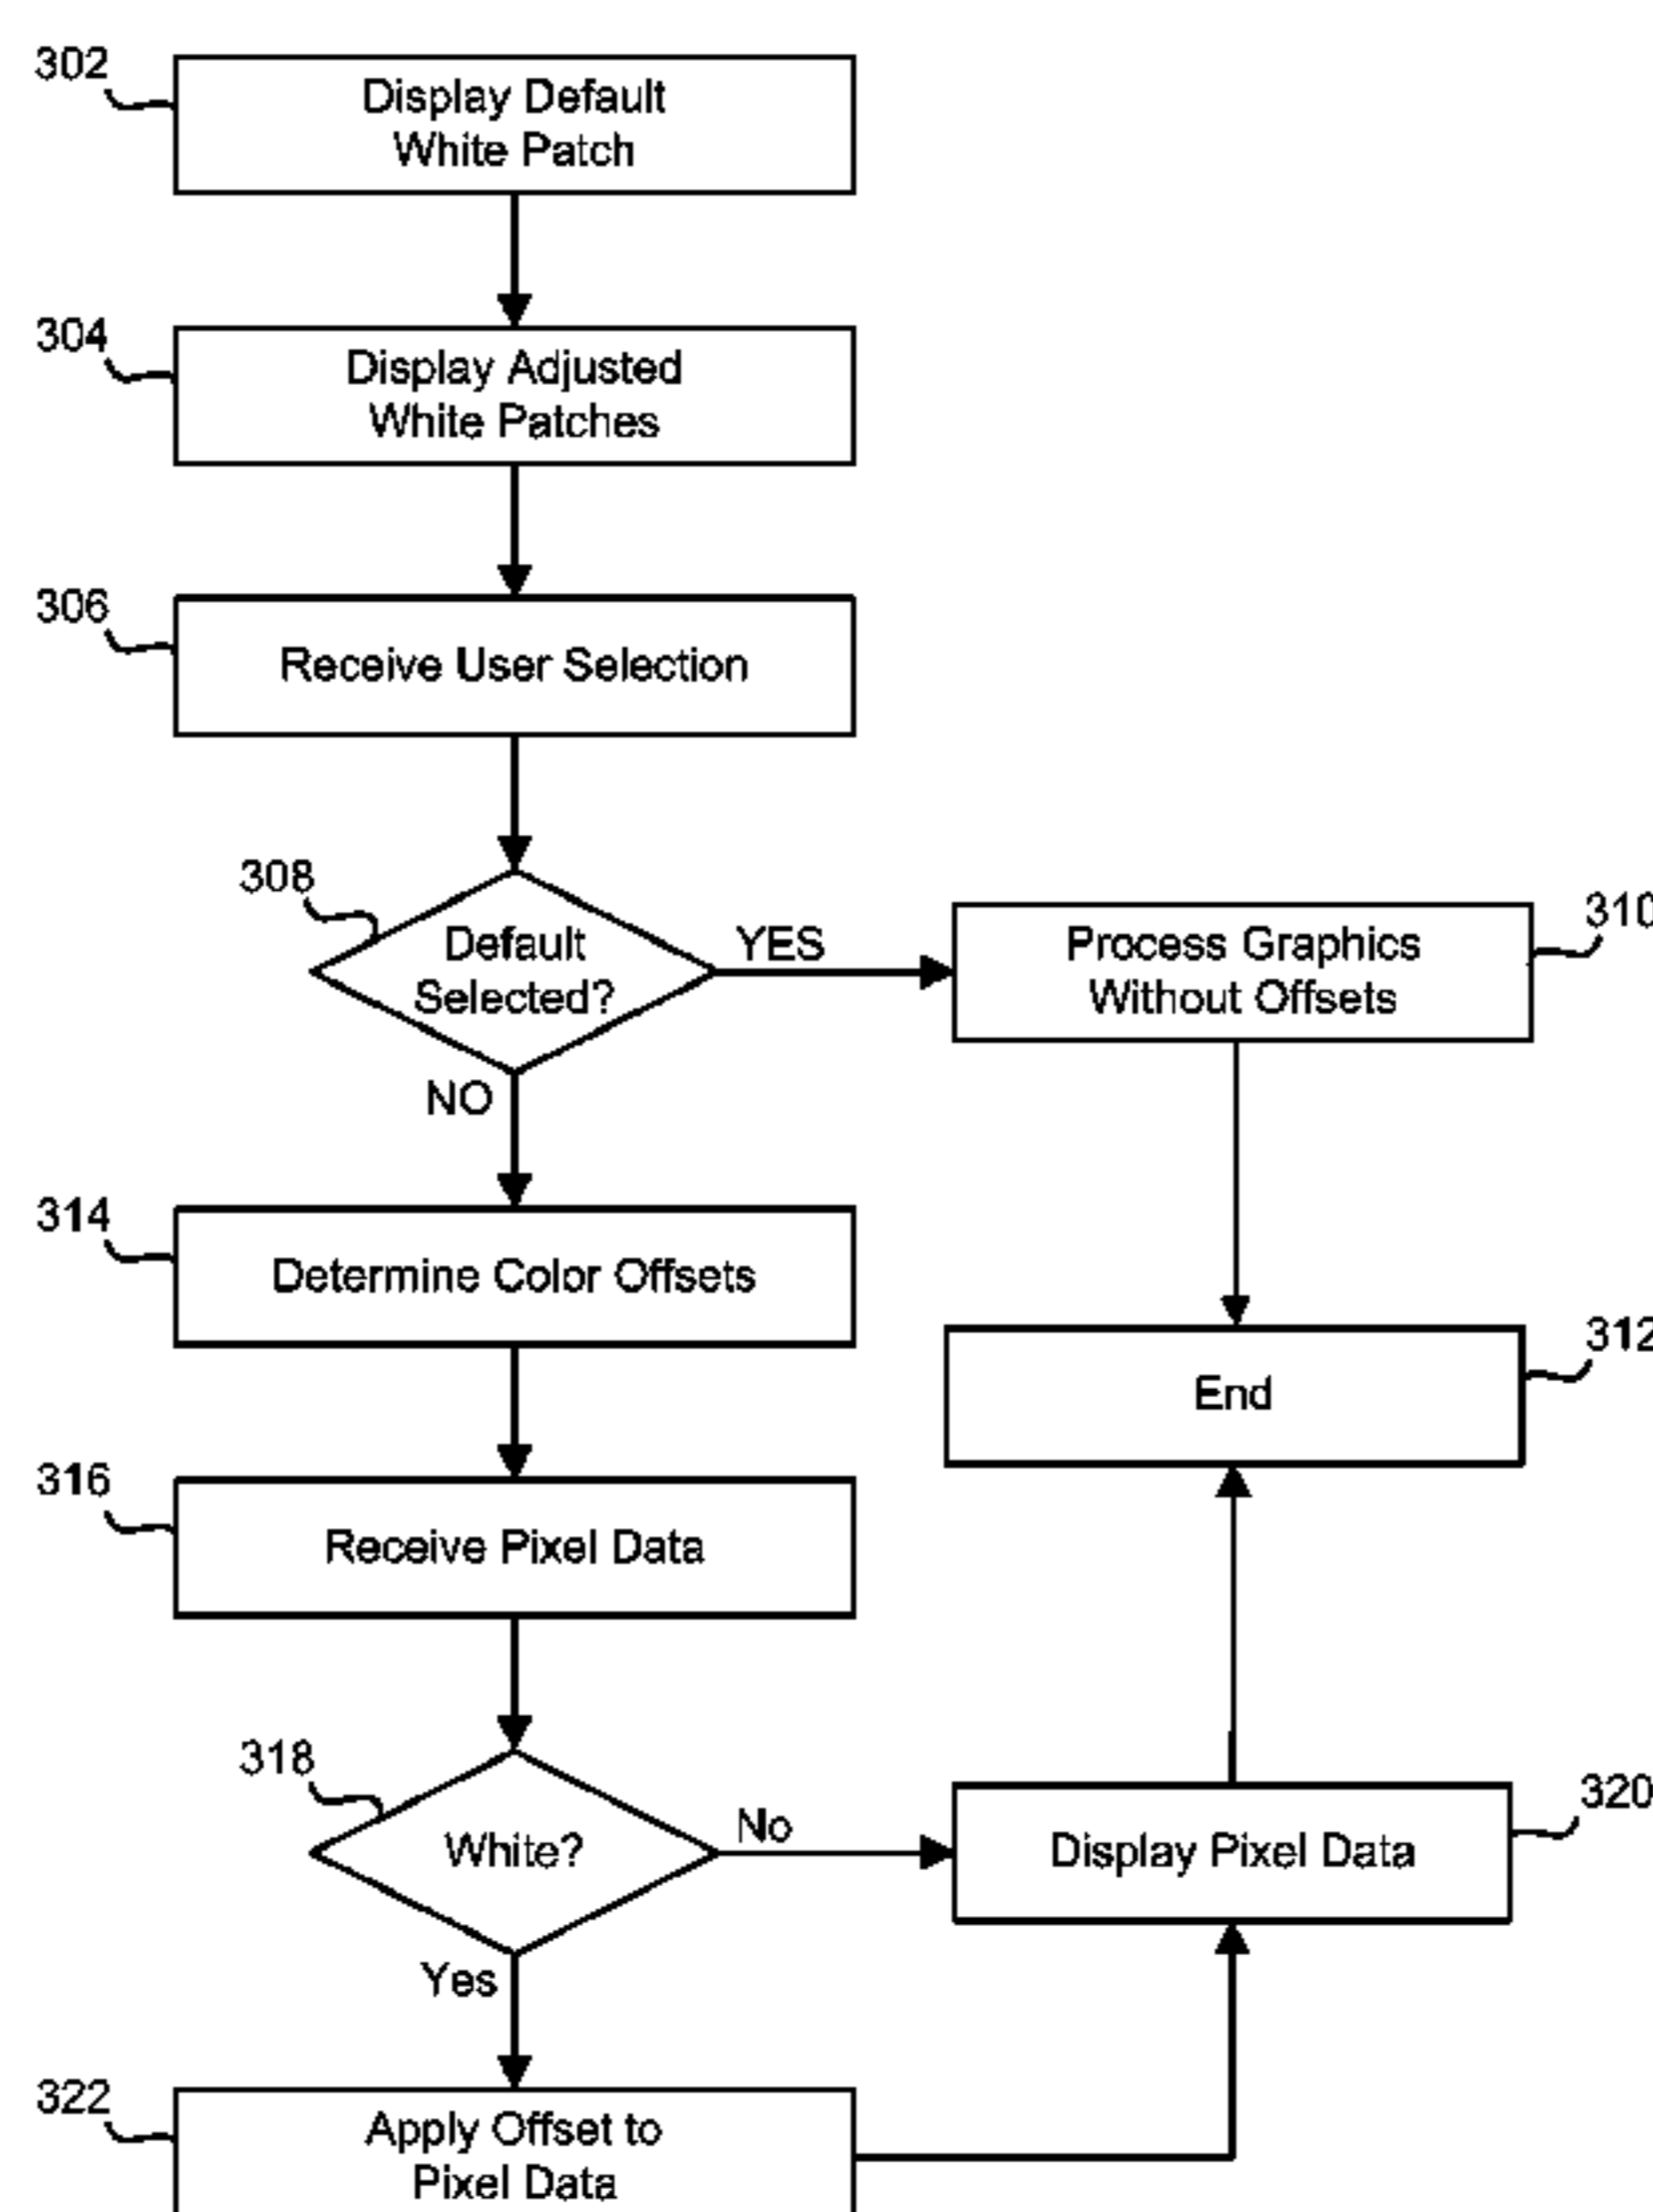 302
Display Default
White Patch
304
Display Adjusted
White Patches
306
Receive User Selection
308
Default
Selected?
YES
Process Graphics
Without Offsets
310
NO
314
Determine Color Offsets
312
End
316
Receive Pixel Data
318
White?
No
Display Pixel Data
320
Yes
322
Apply Offset to
Pixel Data